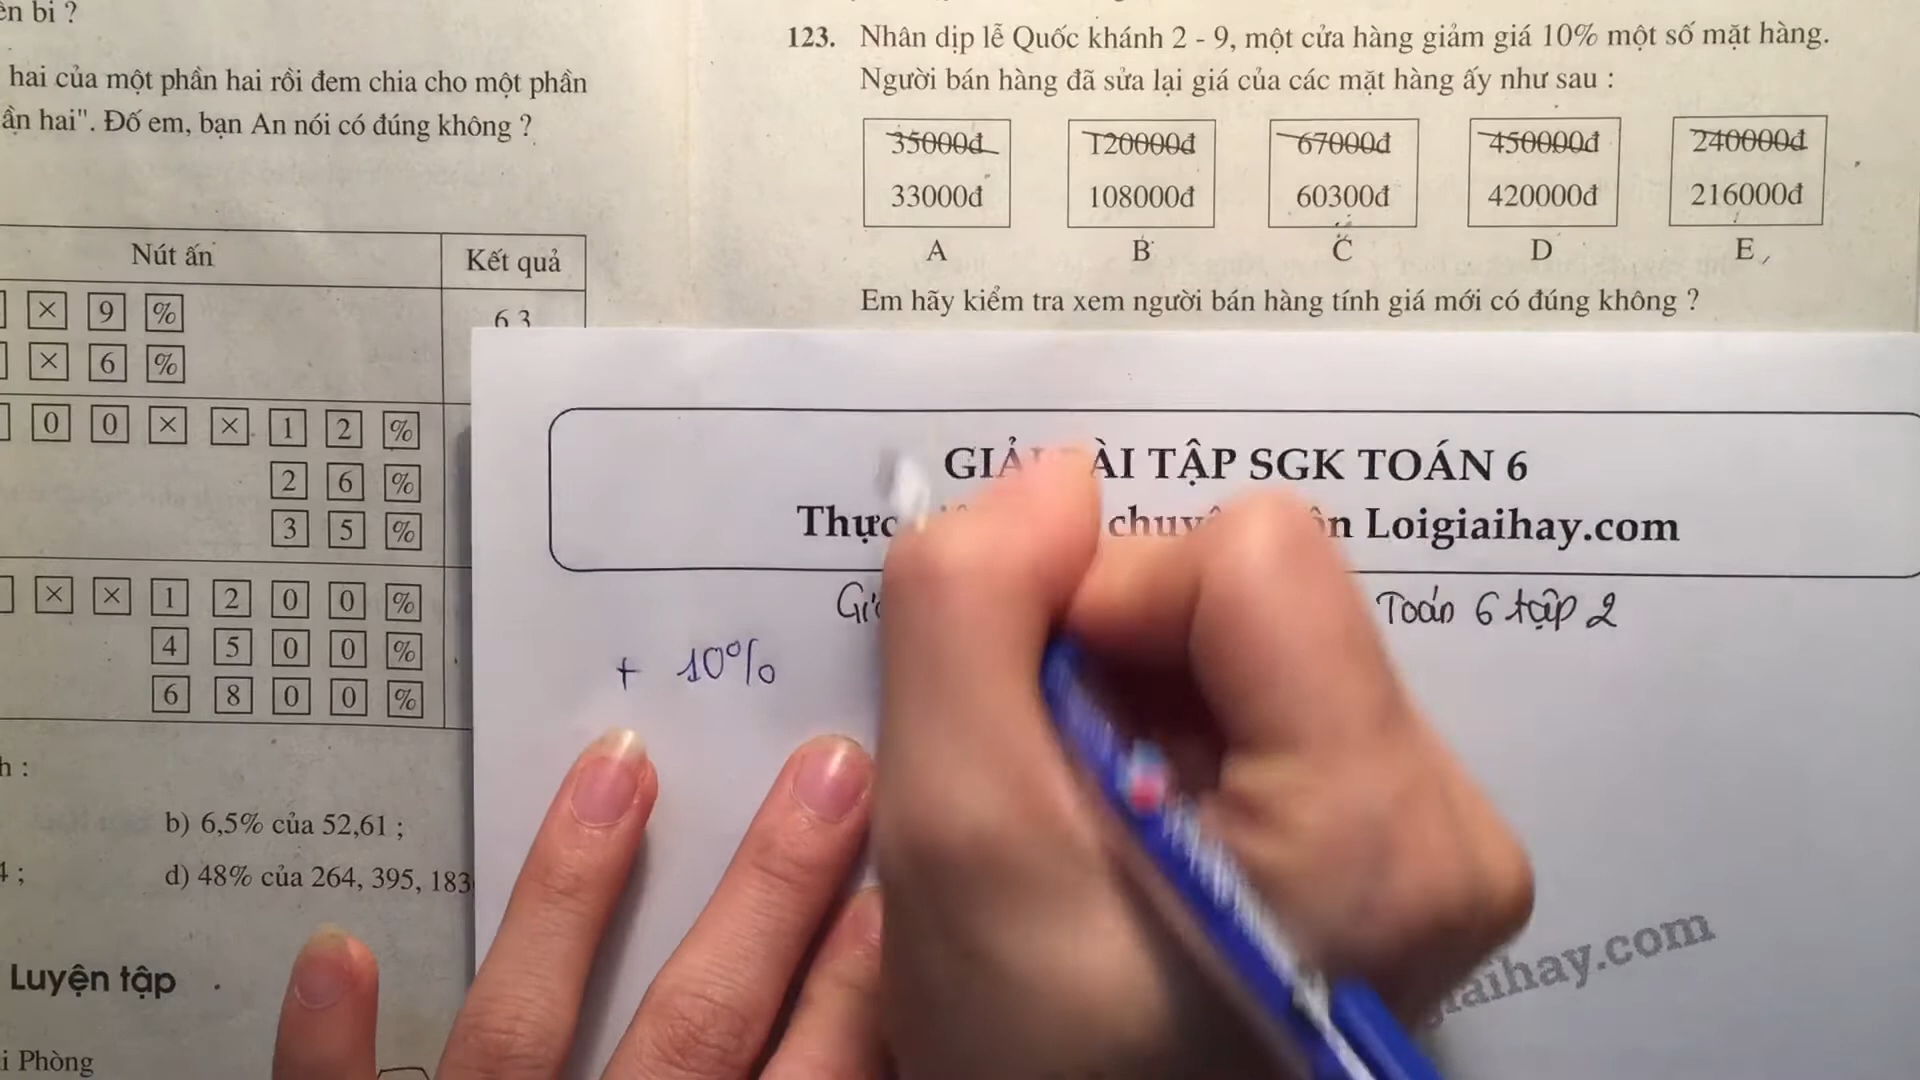 bi ?
hai của một phần hai rồi đem chia cho một phần
hai". Đố em, bạn An nói có đúng không ?
Nút ấn
Kết quả
× 9 %
6 3
× 6 %
0 0 × × 1 2 %
2 6 %
3 5 %
× × 1 2 0 0 %
4 5 0 0 %
6 8 0 0 %
b) 6,5% của 52,61 ;
4 ;
d) 48% của 264, 395, 183
Luyện tập
Phòng
123. Nhân dịp lễ Quốc khánh 2 - 9, một cửa hàng giảm giá 10% một số mặt hàng.
Người bán hàng đã sửa lại giá của các mặt hàng ấy như sau :
35000đ 120000đ 67000đ 450000đ 240000đ
33000đ 108000đ 60300đ 420000đ 216000đ
A B C D E
Em hãy kiểm tra xem người bán hàng tính giá mới có đúng không ?
TẬP SGK TOÁN 6
Loigiaihay.com
Toán 6 tập 2
+ 10%